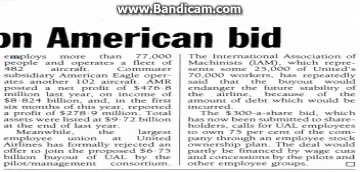 www.Bandicam.com
on American bid
employs more than 77,000
people and operates a fleet of
482 aircraft. Commuter
subsidiary American Eagle oper-
ates another 102 aircraft. AMR
posted a net profit of $476·8
million last year, on income of
$8·824 billion, and, in the first
six months of this year, reported
a profit of $278·9 million. Total
assets were listed at $9·72 billion
at the end of last year.
Meanwhile, the largest
employee union at United
Airlines has formally rejected an
offer to join the proposed $6·75
billion buyout of UAL by the
pilot/management consortium.
The International Association of
Machinists (IAM), which repre-
sents some 25,000 of United's
70,000 workers, has repeatedly
said that the buyout would
endanger the future stability of
the airline because of the
amount of debt which would be
incurred.
The $300-a-share bid, which
has now been submitted to share-
holders, calls for UAL employees
to own 75 per cent of the com-
pany through an employee stock
ownership plan. The deal would
partly be financed by wage cuts
and concessions by the pilots and
other employee groups.